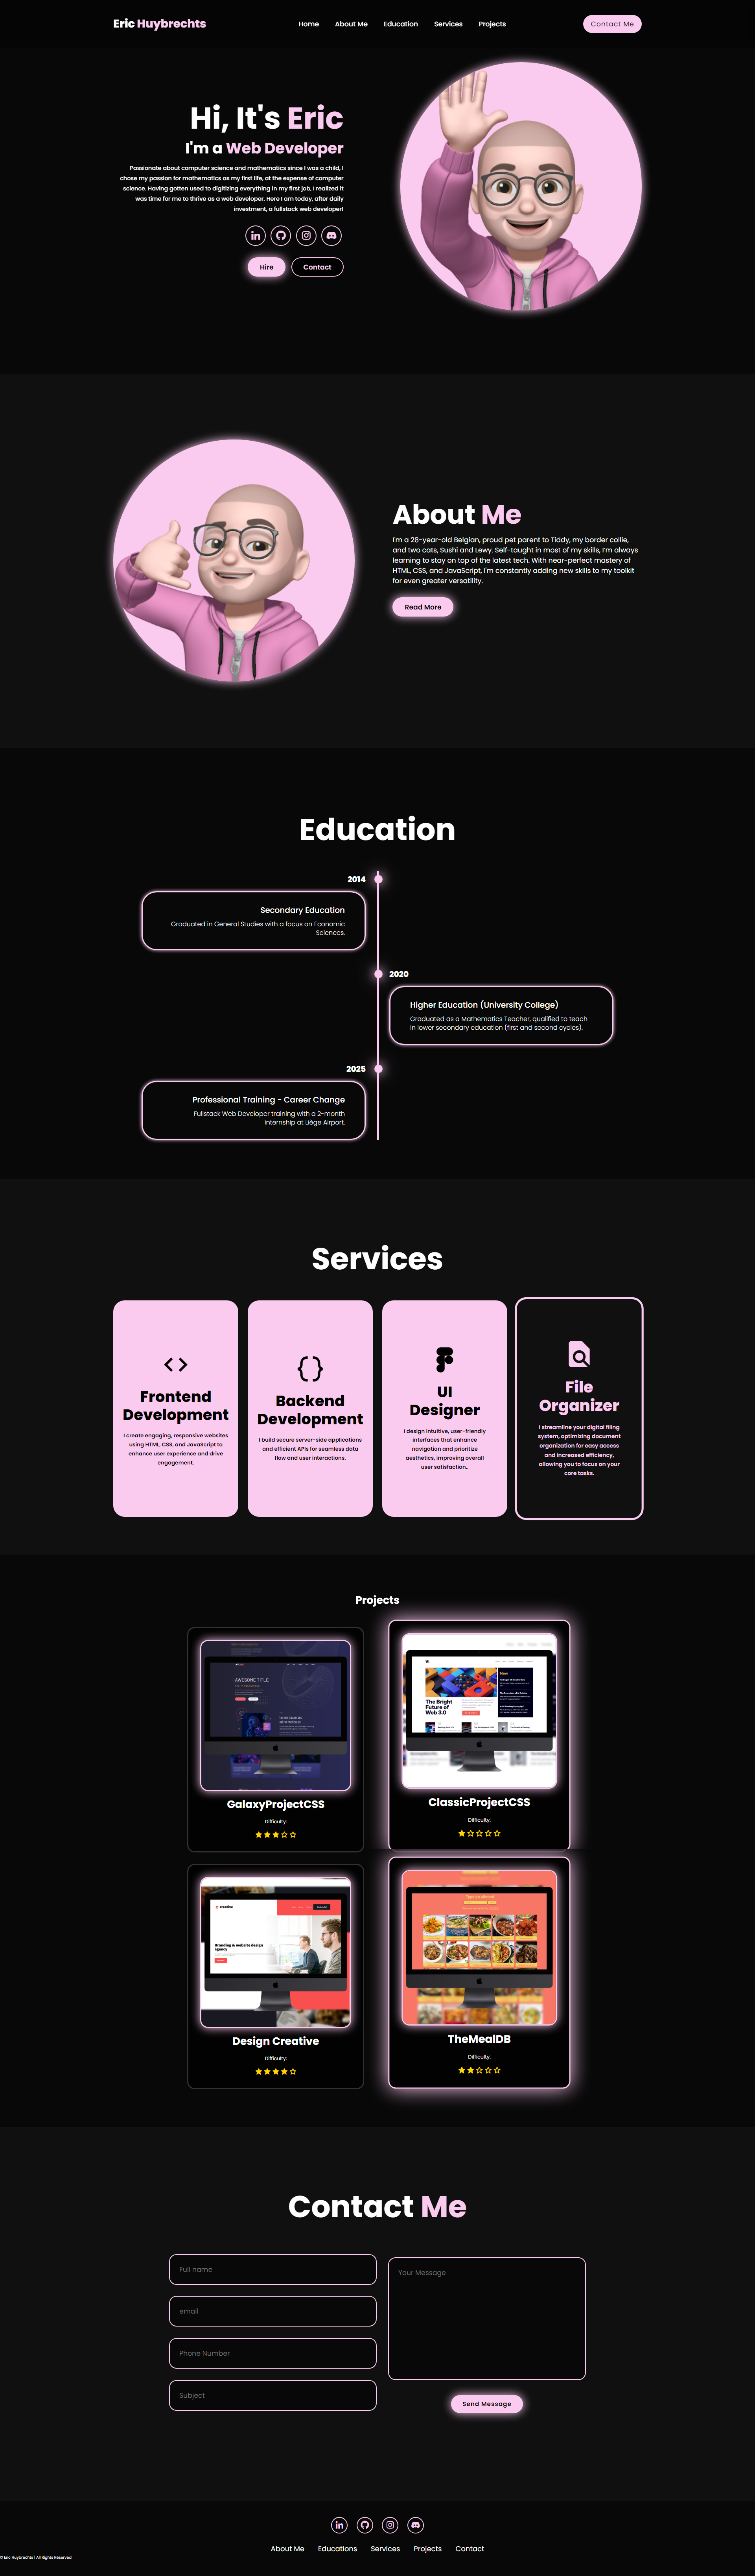 Eric Huybrechts
Home About Me Education Services Projects
Contact Me
Hi, It's Eric
I'm a Web Developer
Passionate about computer science and mathematics since I was a child, I
chose my passion for mathematics as my first life, at the expense of computer
science. Having gotten used to digitizing everything in my first job, I realized it
was time for me to thrive as a web developer. Here I am today, after daily
investment, a fullstack web developer!
Hire Contact
About Me
I'm a 28-year-old Belgian, proud pet parent to Tiddy, my border collie,
and two cats, Sushi and Lewy. Self-taught in most of my skills, I'm always
learning to stay on top of the latest tech. With near-perfect mastery of
HTML, CSS, and JavaScript, I'm constantly adding new skills to my toolkit
for even greater versatility.
Read More
Education
2014
Secondary Education
Graduated in General Studies with a focus on Economic
Sciences.
2020
Higher Education (University College)
Graduated as a Mathematics Teacher, qualified to teach
in lower secondary education (first and second cycles).
2025
Professional Training - Career Change
Fullstack Web Developer training with a 2-month
internship at Liège Airport.
Services
Frontend
Development
I create engaging, responsive websites
using HTML, CSS, and JavaScript to
enhance user experience and drive
engagement.
Backend
Development
I build secure server-side applications
and efficient APIs for seamless data
flow and user interactions.
UI
Designer
I design intuitive, user-friendly
interfaces that enhance
navigation and prioritize
aesthetics, improving overall
user satisfaction..
File
Organizer
I streamline your digital filing
system, optimizing document
organization for easy access
and increased efficiency,
allowing you to focus on your
core tasks.
Projects
AWESOME TITLE
GalaxyProjectCSS
Difficulty:
The Bright
Future of
Web 3.0
New
ClassicProjectCSS
Difficulty:
creative
Branding & website design
agency
Design Creative
Difficulty:
TheMealDB
Difficulty:
Contact Me
Full name
email
Phone Number
Subject
Your Message
Send Message
About Me Educations Services Projects Contact
© Eric Huybrechts | All Rights Reserved